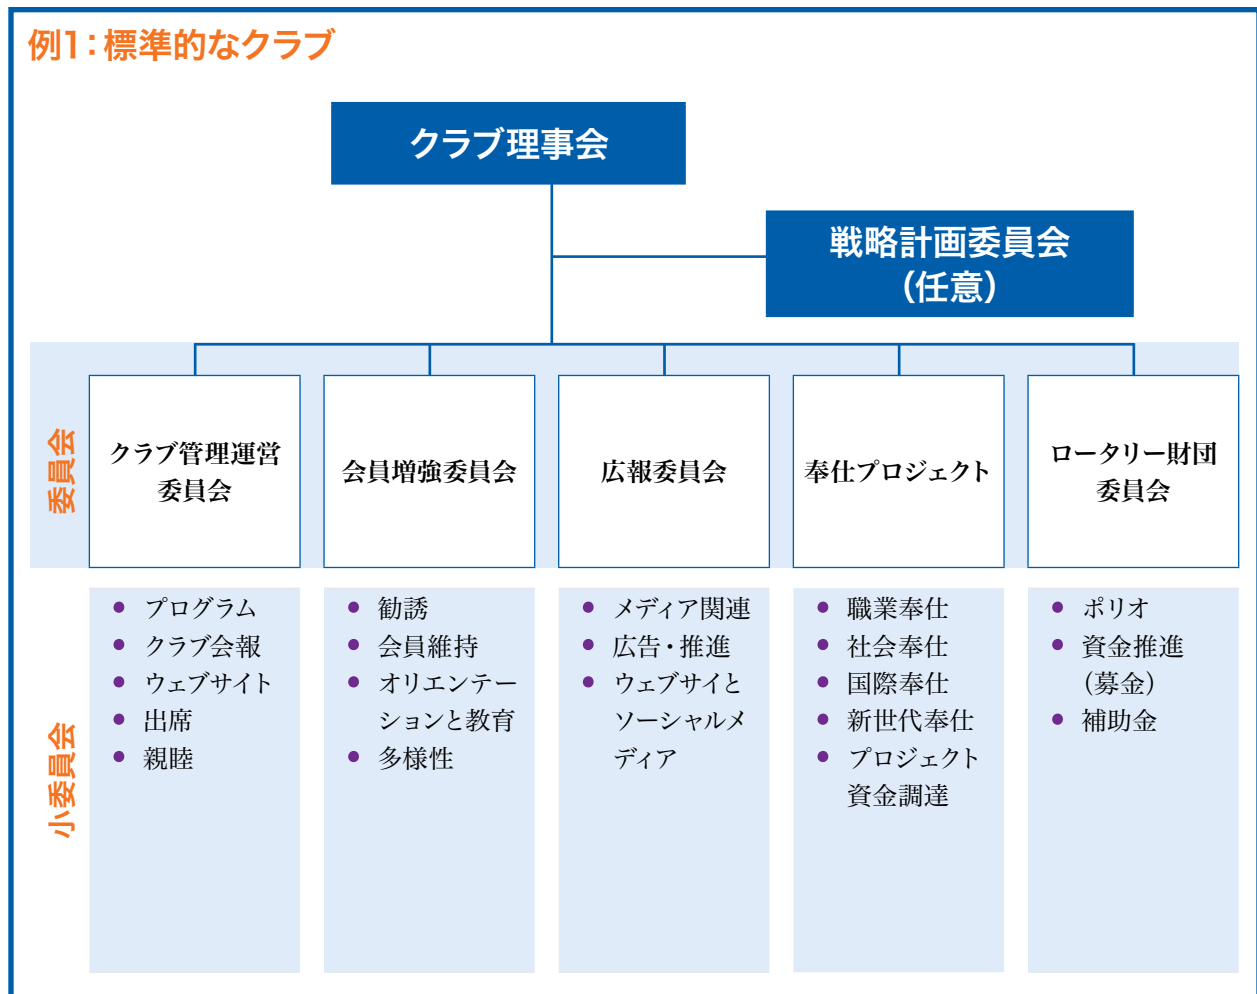 例1：標準的なクラブ
クラブ理事会
戦略計画委員会
（任意）
委員会
クラブ管理運営
委員会
会員増強委員会
広報委員会
奉仕プロジェクト
ロータリー財団
委員会
小委員会
• プログラム
• クラブ会報
• ウェブサイト
• 出席
• 親睦
• 勧誘
• 会員維持
• オリエンテー
ションと教育
• 多様性
• メディア関連
• 広告・推進
• ウェブサイと
ソーシャルメ
ディア
• 職業奉仕
• 社会奉仕
• 国際奉仕
• 新世代奉仕
• プロジェクト
資金調達
• ポリオ
• 資金推進
（募金）
• 補助金